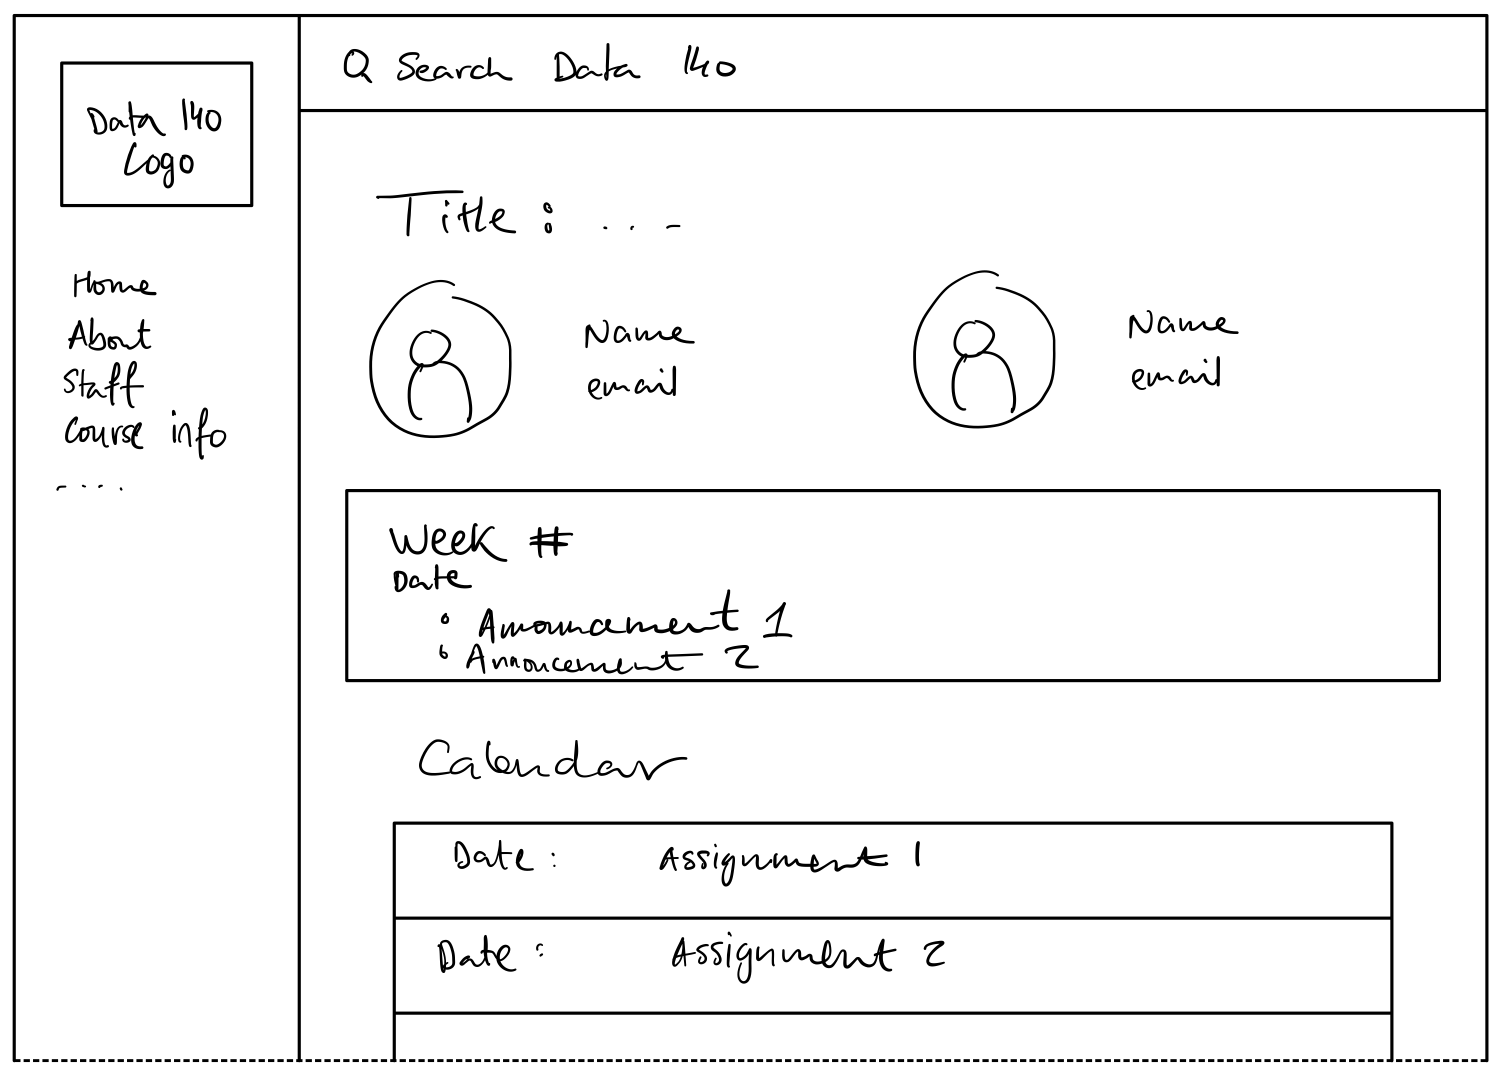 Data 140
Logo
Home
About
Staff
Course info
....
Q Search Data 140
Title : ....
Name
email
Name
email
Week #
Date
• Announcement 1
• Annoucement 2
Calendar
Date : Assignment 1
Date : Assignment 2